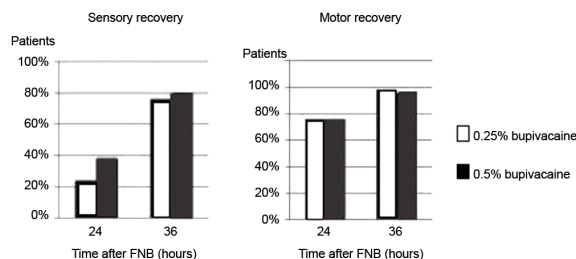 Sensory recovery
Patients
100%
80%
60%
40%
20%
0%
24 36
Time after FNB (hours)
Motor recovery
Patients
100%
80%
60%
40%
20%
0%
24 36
Time after FNB (hours)
0.25% bupivacaine
0.5% bupivacaine